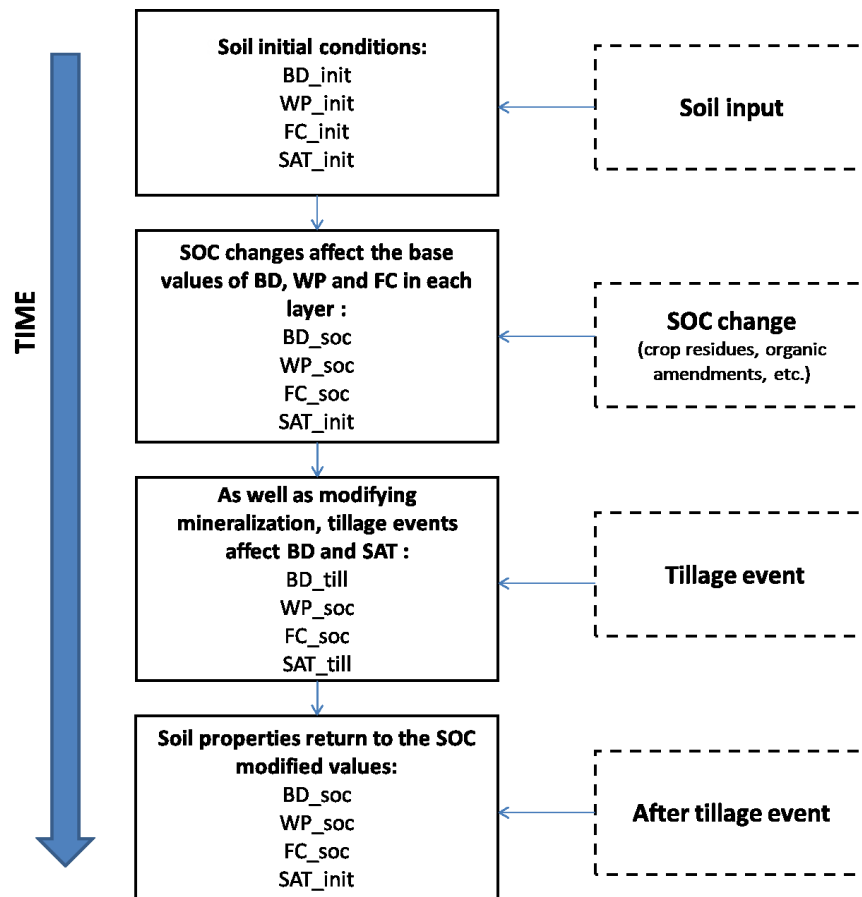 TIME
Soil initial conditions:
BD_init
WP_init
FC_init
SAT_init
Soil input
SOC changes affect the base
values of BD, WP and FC in each
layer :
BD_soc
WP_soc
FC_soc
SAT_init
SOC change
(crop residues, organic
amendments, etc.)
As well as modifying
mineralization, tillage events
affect BD and SAT :
BD_till
WP_soc
FC_soc
SAT_till
Tillage event
Soil properties return to the SOC
modified values:
BD_soc
WP_soc
FC_soc
SAT_init
After tillage event